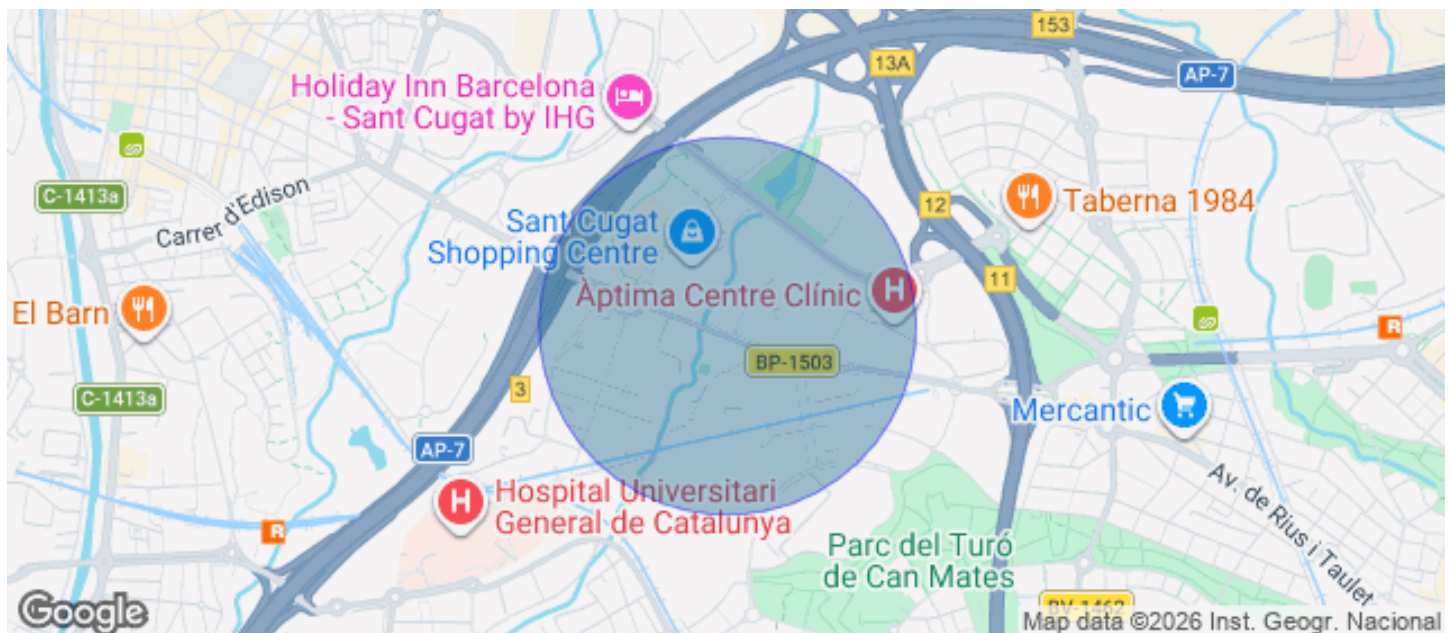 153
13A
AP-7
Holiday Inn Barcelona
- Sant Cugat by IHG
C-1413a
Carrer d'Edison
12
Taberna 1984
Sant Cugat
Shopping Centre
11
Àptima Centre Clínic
H
El Barn
R
BP-1503
3
C-1413a
Mercantic
AP-7
H
Hospital Universitari
General de Catalunya
Av. de Rius i Taulet
R
Parc del Turó
de Can Mates
BV-1462
Google
Map data ©2026 Inst. Geogr. Nacional